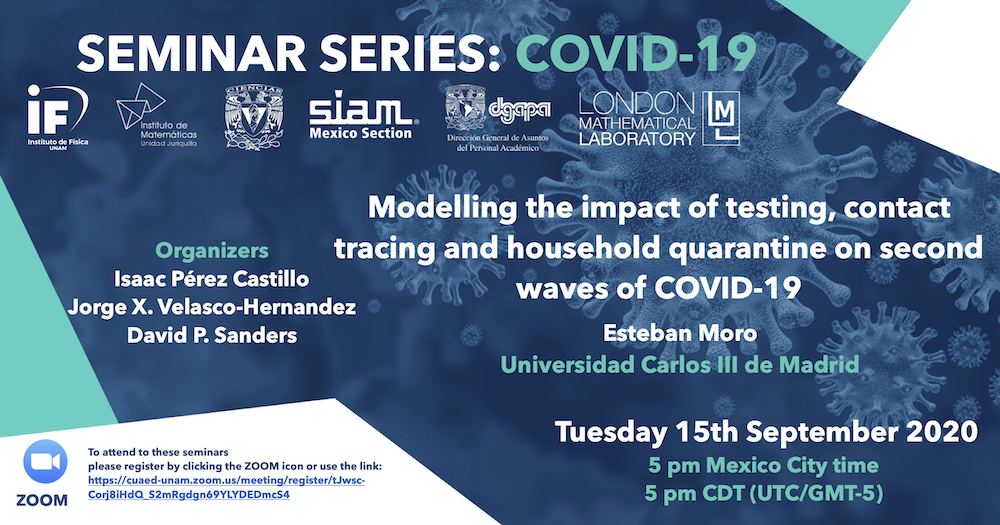 SEMINAR SERIES: COVID-19
iF
Instituto de Física
UNAM
Instituto de
Matemáticas
Unidad Juriquilla
CIENCIAS
siam®
Mexico Section
dgapa
Dirección General de Asuntos
del Personal Académico
LONDON
MATHEMATICAL
LABORATORY
LML
Modelling the impact of testing, contact
tracing and household quarantine on second
waves of COVID-19
Esteban Moro
Universidad Carlos III de Madrid
Organizers
Isaac Pérez Castillo
Jorge X. Velasco-Hernandez
David P. Sanders
Tuesday 15th September 2020
5 pm Mexico City time
5 pm CDT (UTC/GMT-5)
ZOOM
To attend to these seminars
please register by clicking the ZOOM icon or use the link:
https://cuaed-unam.zoom.us/meeting/register/tJwsc-
Corj8iHdQ_S2mRgdgn69YLYDEDmcS4